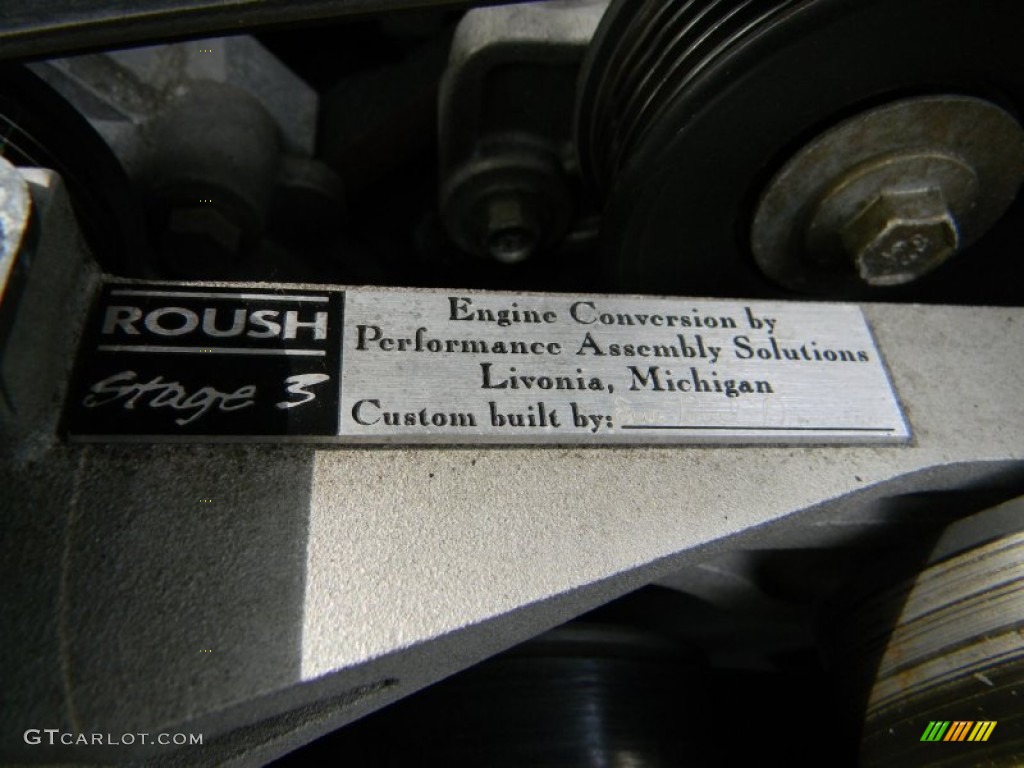 ROUSH
Stage 3
Engine Conversion by
Performance Assembly Solutions
Livonia, Michigan
Custom built by:
GTCARLOT.COM